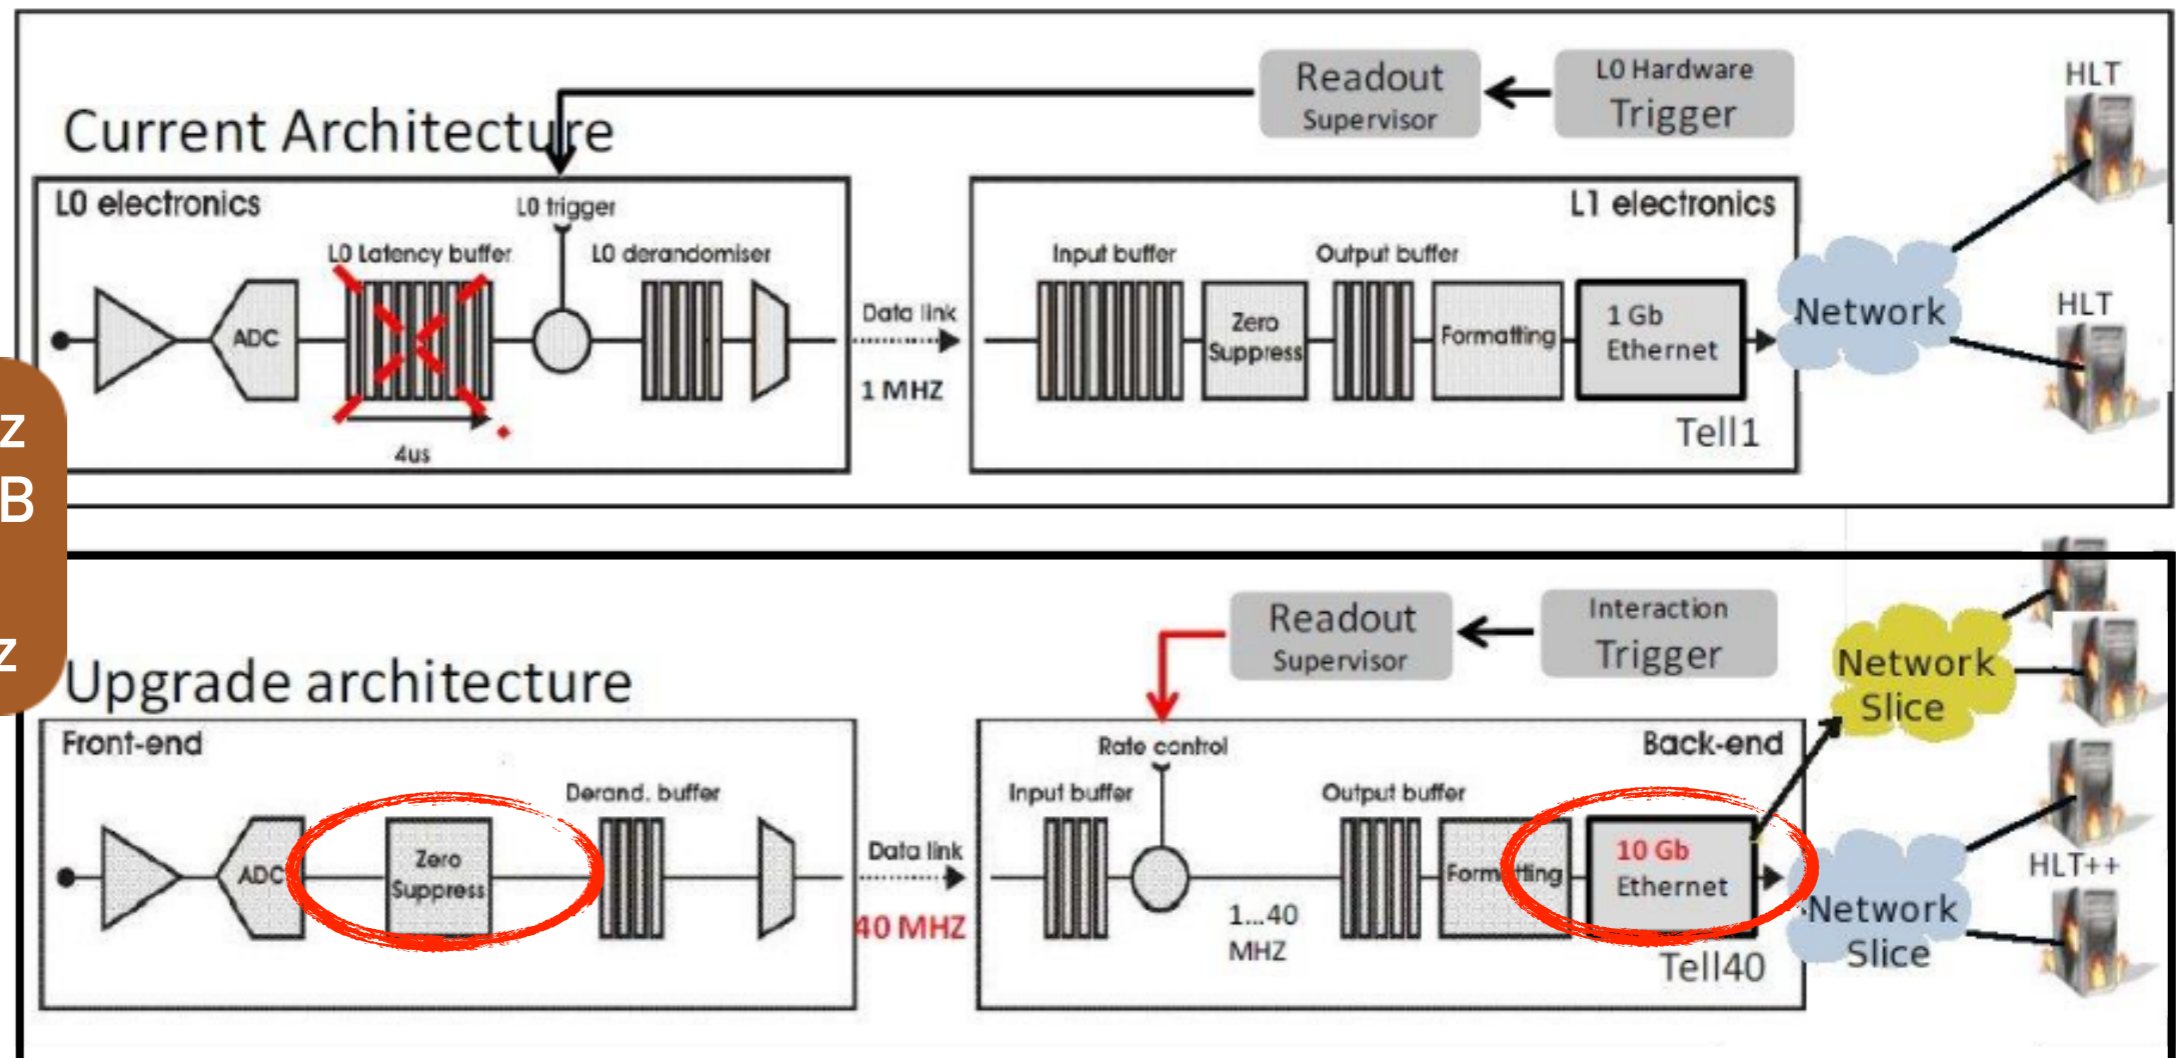 Current Architecture
Readout
Supervisor
L0 Hardware
Trigger
HLT
L0 electronics
L0 trigger
L0 Latency buffer
L0 derandomiser
ADC
4us
Data link
1 MHZ
L1 electronics
Input buffer
Output buffer
Zero
Suppress
Formatting
1 Gb
Ethernet
Tell1
Network
HLT
z
B
z
Upgrade architecture
Readout
Supervisor
Interaction
Trigger
Network
Slice
Front-end
Derand. buffer
ADC
Zero
Suppress
Data link
40 MHZ
Back-end
Rate control
Input buffer
Output buffer
1...40
MHZ
Formatting
10 Gb
Ethernet
Tell40
HLT++
Network
Slice